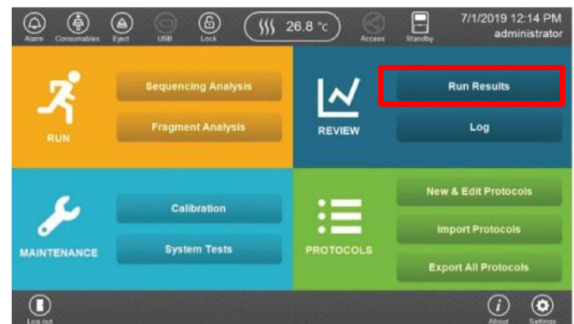 7/1/2019 12:14 PM
26.8 °c
administrator
Alarm Consumables Eject USB Lock Access Standby
Sequencing Analysis
Fragment Analysis
RUN
Run Results
Log
REVIEW
Calibration
System Tests
MAINTENANCE
New & Edit Protocols
Import Protocols
Export All Protocols
PROTOCOLS
Log out
About Settings